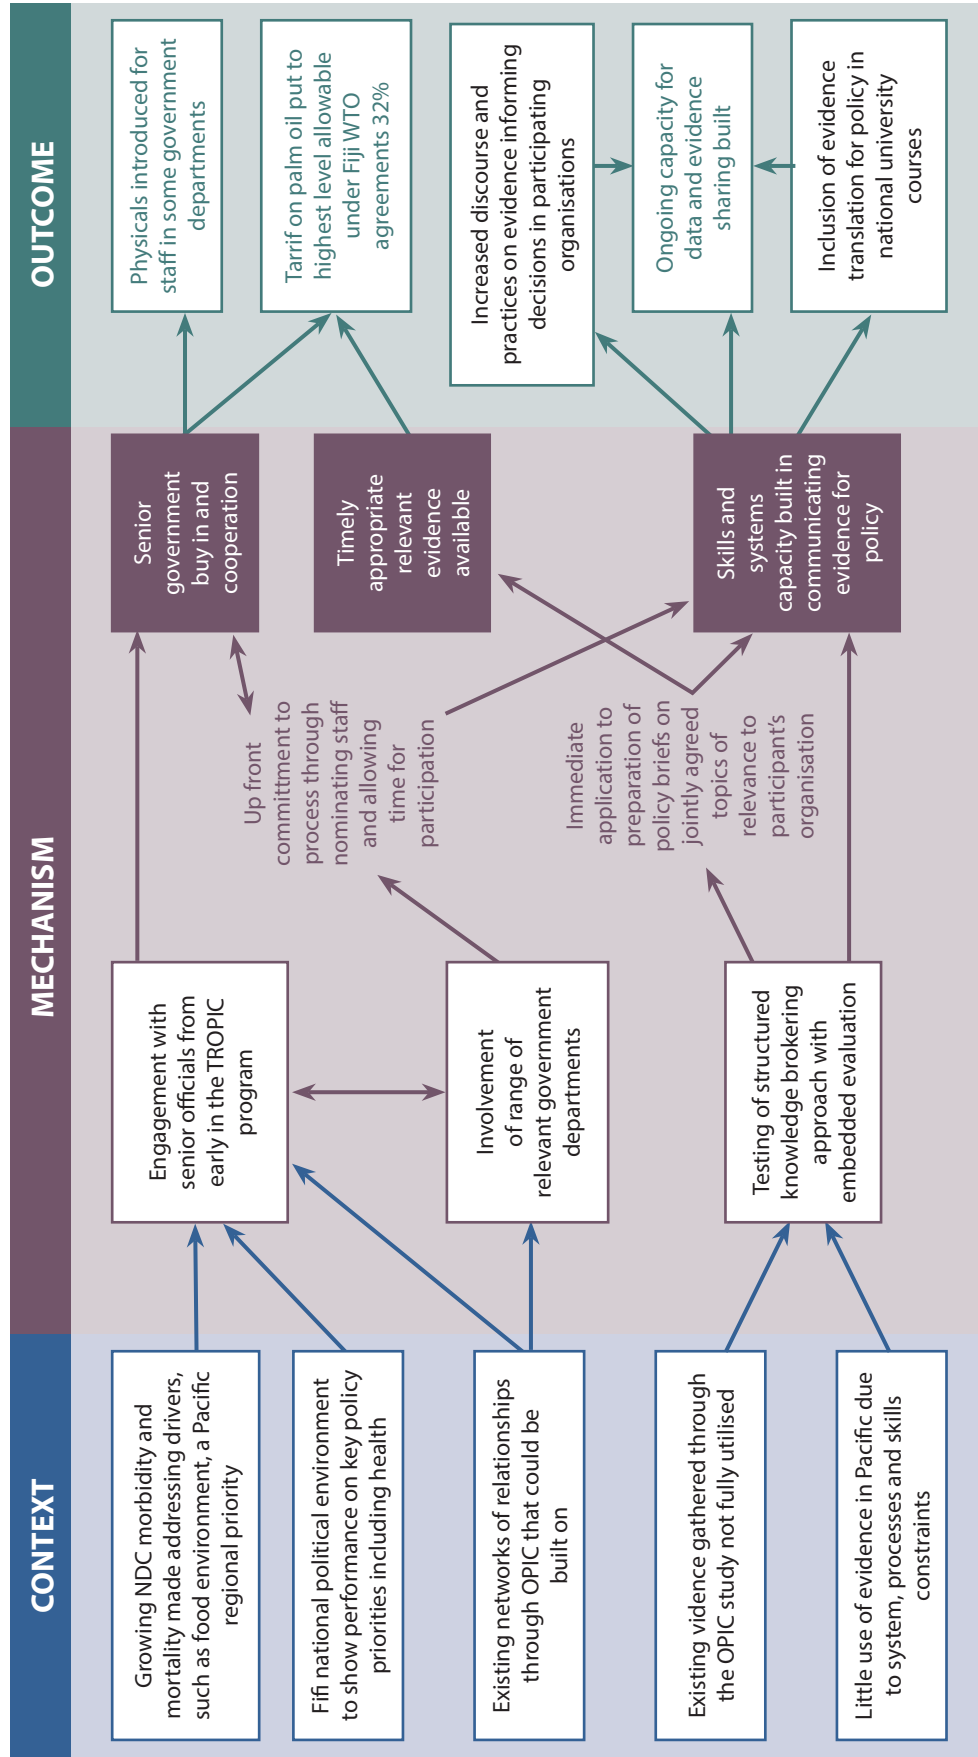 CONTEXT
MECHANISM
OUTCOME
Growing NDC morbidity and
mortality made addressing drivers,
such as food environment, a Pacific
regional priority
Fifi national political environment
to show performance on key policy
priorities including health
Existing networks of relationships
through OPIC that could be
built on
Existing vidence gathered through
the OPIC study not fully utilised
Little use of evidence in Pacific due
to system, processes and skills
constraints
Engagement with
senior officials from
early in the TROPIC
program
Involvement
of range of
relevant government
departments
Testing of structured
knowledge brokering
approach with
embedded evaluation
Up front
committment to
process through
nominating staff
and allowing
time for
participation
Immediate
application to
preparation of
policy briefs on
jointly agreed
topics of
relevance to
participant’s
organisation
Senior
government
buy in and
cooperation
Timely
appropriate
relevant
evidence
available
Skills and
systems
capacity built in
communicating
evidence for
policy
Physicals introduced for
staff in some government
departments
Tarrif on palm oil put to
highest level allowable
under Fiji WTO
agreements 32%
Increased discourse and
practices on evidence informing
decisions in participating
organisations
Ongoing capacity for
data and evidence
sharing built
Inclusion of evidence
translation for policy in
national university
courses